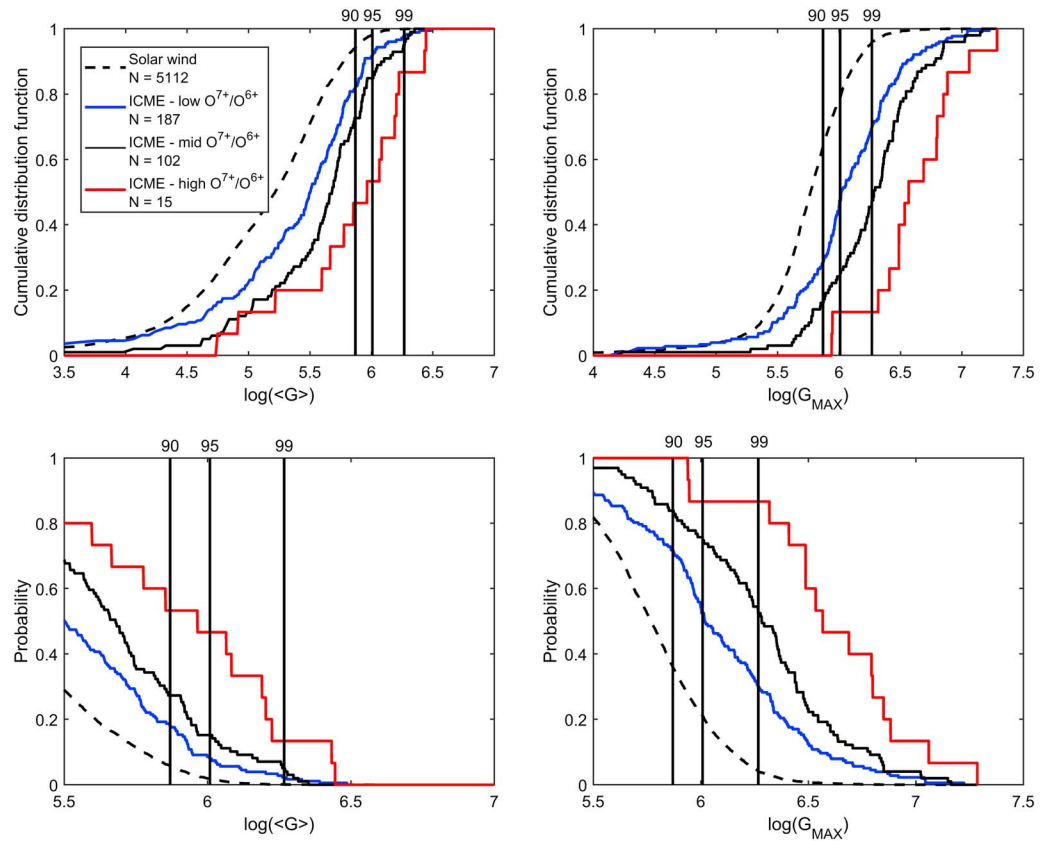 90 95 99
1
0.8
0.6
0.4
0.2
0
Cumulative distribution function
Solar wind
N = 5112
ICME - low O7+/O6+
N = 187
ICME - mid O7+/O6+
N = 102
ICME - high O7+/O6+
N = 15
3.5 4 4.5 5 5.5 6 6.5 7
log(<G>)
90 95 99
1
0.8
0.6
0.4
0.2
0
Cumulative distribution function
4 4.5 5 5.5 6 6.5 7 7.5
log(GMAX)
90 95 99
1
0.8
0.6
0.4
0.2
0
Probability
5.5 6 6.5 7
log(<G>)
90 95 99
1
0.8
0.6
0.4
0.2
0
Probability
5.5 6 6.5 7 7.5
log(GMAX)